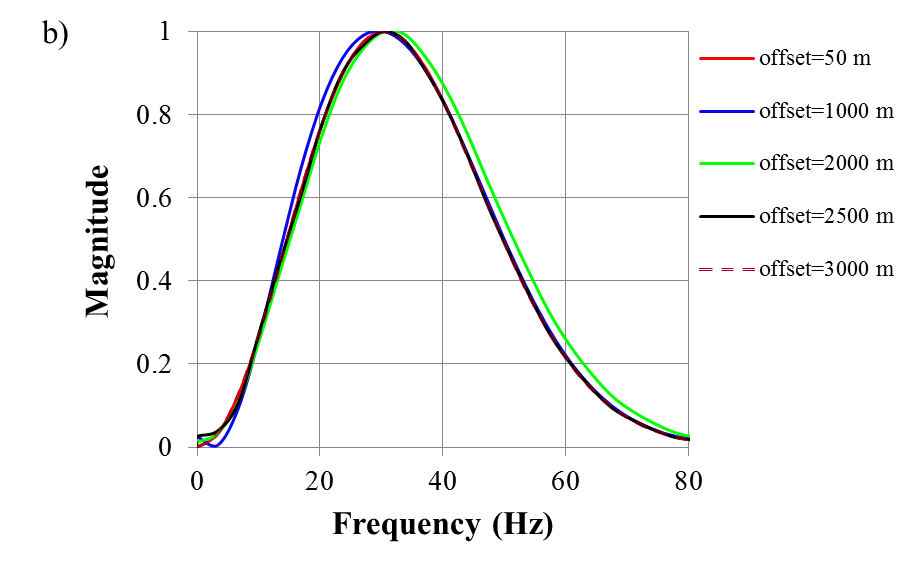 b)
1
0.8
0.6
0.4
0.2
0
0 20 40 60 80
Magnitude
Frequency (Hz)
offset=50 m
offset=1000 m
offset=2000 m
offset=2500 m
offset=3000 m